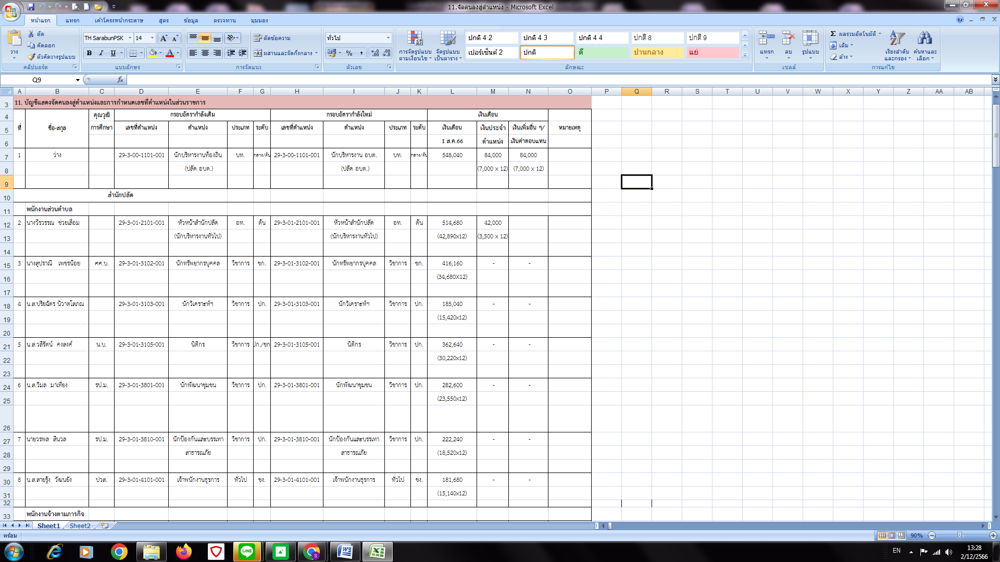 11.จัดคนลงสู่ตำแหน่ง - Microsoft Excel
หน้าแรก แทรก เค้าโครงหน้ากระดาษ สูตร ข้อมูล ตรวจทาน มุมมอง
วาง ตัด คัดลอก ตัวคัดวางรูปแบบ คลิปบอร์ด
TH SarabunPSK 14 B I U A แบบอักษร
ตัดข้อความ ผสานและจัดกึ่งกลาง การจัดแนว
ทั่วไป % , ตัวเลข
การจัดรูปแบบตามเงื่อนไข จัดรูปแบบเป็นตาราง
ปกติ 4 2 ปกติ 4 3 ปกติ 4 4 ปกติ 8 ปกติ 9
เปอร์เซ็นต์ 2 ปกติ ดี ปานกลาง แย่
ลักษณะ
แทรก ลบ รูปแบบ เซลล์
Σ ผลรวมอัตโนมัติ เติม ล้าง เรียงลำดับและกรอง ค้นหาและเลือก การแก้ไข
Q9 fx
A B C D E F G H I J K L M N O P Q R S T U V W X Y Z AA AB
3 11. บัญชีแสดงจัดคนลงสู่ตำแหน่งและการกำหนดเลขที่ตำแหน่งในส่วนราชการ
4 คุณวุฒิ กรอบอัตรากำลังเดิม กรอบอัตรากำลังใหม่ เงินเดือน
5 ที่ ชื่อ-สกุล การศึกษา เลขที่ตำแหน่ง ตำแหน่ง ประเภท ระดับ เลขที่ตำแหน่ง ตำแหน่ง ประเภท ระดับ เงินเดือน เงินประจำ เงินเพิ่มอื่น ๆ/ หมายเหตุ
6 1 ส.ค.66 ตำแหน่ง เงินค่าตอบแทน
7 1 ว่าง 29-3-00-1101-001 นักบริหารงานท้องถิ่น บท. กลาง/ต้น 29-3-00-1101-001 นักบริหารงาน อบต. บท. กลาง/ต้น 548,040 84,000 84,000
8 (ปลัด อบต.) (ปลัด อบต.) (7,000 x 12) (7,000 x 12)
9
10 สำนักปลัด
11 พนักงานส่วนตำบล
12 2 นางวีรวรรณ ช่วยเลื่อม 29-3-01-2101-001 หัวหน้าสำนักปลัด อท. ต้น 29-3-01-2101-001 หัวหน้าสำนักปลัด อท. ต้น 514,680 42,000
13 (นักบริหารงานทั่วไป) (นักบริหารงานทั่วไป) (42,890x12) (3,500 x 12)
14
15 3 นางสุปราณี เพชรน้อย ศศ.บ. 29-3-01-3102-001 นักทรัพยากรบุคคล วิชาการ ชก. 29-3-01-3102-001 นักทรัพยากรบุคคล วิชาการ ชก. 416,160 - -
16 (34,680X12)
17
18 4 น.ส.ปริยฉัตร นิวาตโสภณ 29-3-01-3103-001 นักวิเคราะห์ฯ วิชาการ ปก. 29-3-01-3103-001 นักวิเคราะห์ฯ วิชาการ ปก. 185,040 - -
19 (15,420x12)
20
21 5 น.ส.วลีรัตน์ คงสงค์ น.บ. 29-3-01-3105-001 นิติกร วิชาการ ปก./ชก 29-3-01-3105-001 นิติกร วิชาการ ปก. 362,640 - -
22 (30,220x12)
23
24 6 น.ส.วิมล มาเทียง รป.ม. 29-3-01-3801-001 นักพัฒนาชุมชน วิชาการ ปก. 29-3-01-3801-001 นักพัฒนาชุมชน วิชาการ ปก. 282,600 - -
25 (23,550x12)
26
27 7 นายวรพล สีนวล รป.ม. 29-3-01-3810-001 นักป้องกันและบรรเทา วิชาการ ปก. 29-3-01-3810-001 นักป้องกันและบรรเทา วิชาการ ปก. 222,240 - -
28 สาธารณภัย สาธารณภัย (18,520x12)
29
30 8 น.ส.สายรุ้ง วัฒนยัง ปวส. 29-3-01-4101-001 เจ้าพนักงานธุรการ ทั่วไป ชง. 29-3-01-4101-001 เจ้าพนักงานธุรการ ทั่วไป ชง. 181,680 - -
31 (15,140x12)
32
33 พนักงานจ้างตามภารกิจ
Sheet1 Sheet2
พร้อม 90%
LINE S W EN 13:28
2/12/2566